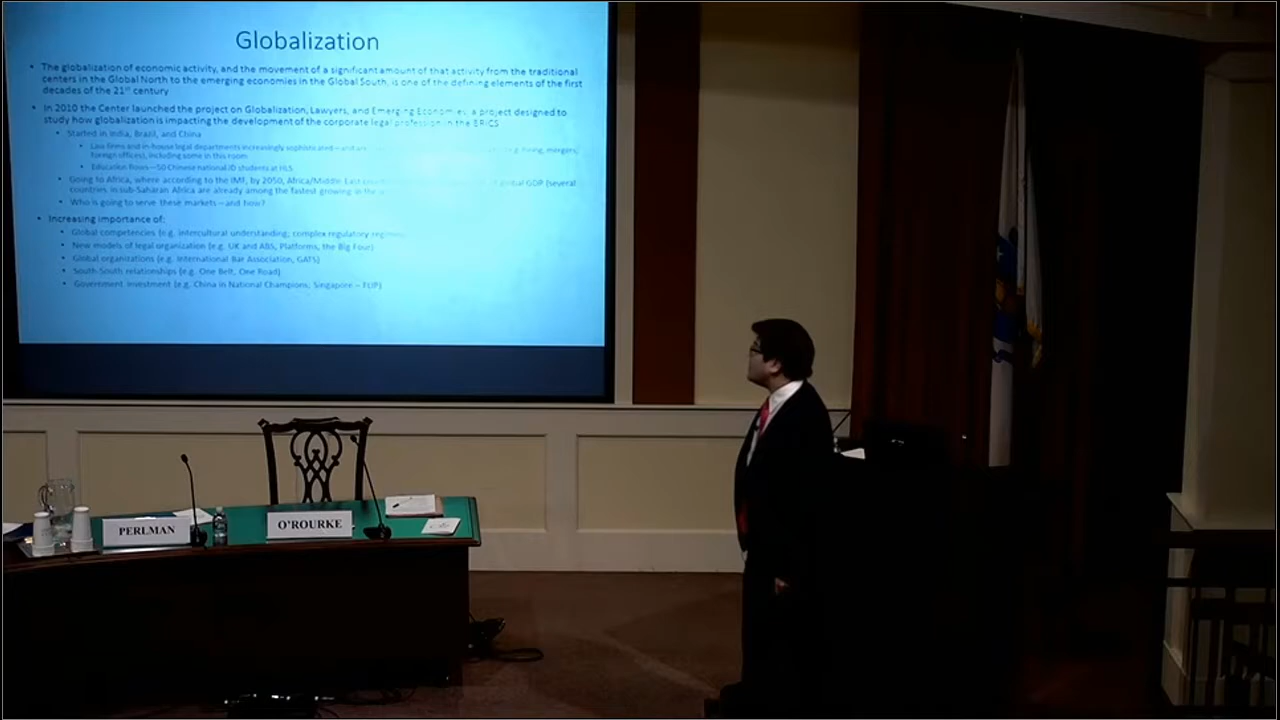 Globalization
• The globalization of economic activity, and the movement of a significant amount of that activity from the traditional
centers in the Global North to the emerging economies in the Global South, is one of the defining elements of the first
decades of the 21st century
• In 2010 the Center launched the project on Globalization, Lawyers, and Emerging Economies, a project designed to
study how globalization is impacting the development of the corporate legal profession in the BRICS
• Started in India, Brazil, and China
• Law firms and in-house legal departments increasingly sophisticated – and are (e.g. hiring, mergers,
foreign offices), including some in this room
• Education flows – 50 Chinese national JD students at HLS
• Going to Africa, where according to the IMF, by 2050, Africa/Middle East global GDP (several
countries in sub-Saharan Africa are already among the fastest growing in the
• Who is going to serve these markets – and how?
• Increasing importance of:
• Global competencies (e.g. intercultural understanding; complex regulatory regimes)
• New models of legal organization (e.g. UK and ABS, Platforms, the Big Four)
• Global organizations (e.g. International Bar Association, GATS)
• South-South relationships (e.g. One Belt, One Road)
• Government investment (e.g. China in National Champions, Singapore – FLIP)
PERLMAN
O'ROURKE